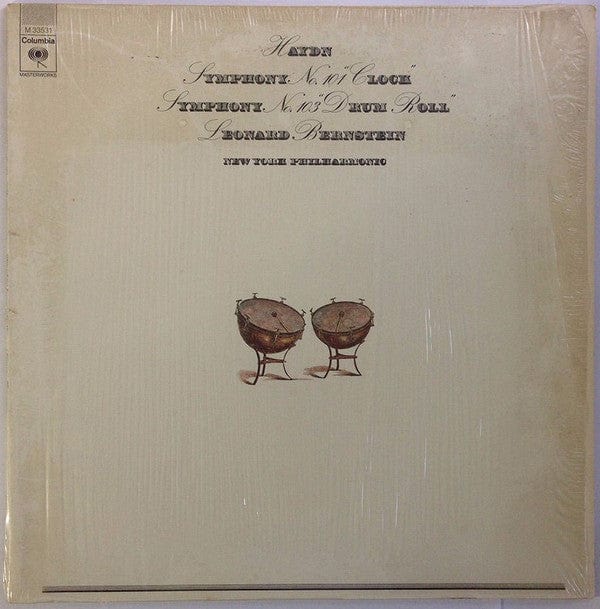 M 33531
Columbia
MASTERWORKS
HAYDN
SYMPHONY No. 101 "CLOCK"
SYMPHONY No. 103 "DRUM ROLL"
LEONARD BERNSTEIN
NEW YORK PHILHARMONIC